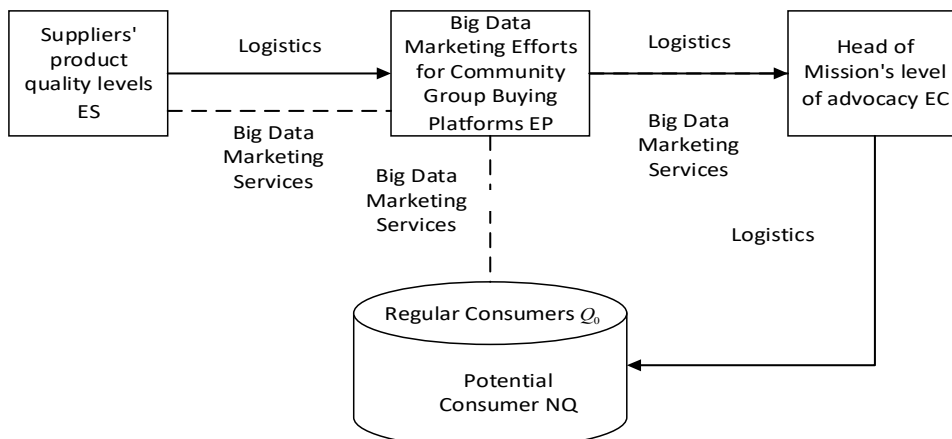 Suppliers'
product
quality levels
ES
Logistics
Big Data
Marketing
Services
Big Data
Marketing Efforts
for Community
Group Buying
Platforms EP
Logistics
Big Data
Marketing
Services
Head of
Mission's level
of advocacy EC
Big Data
Marketing
Services
Logistics
Regular Consumers Q₀
Potential
Consumer NQ